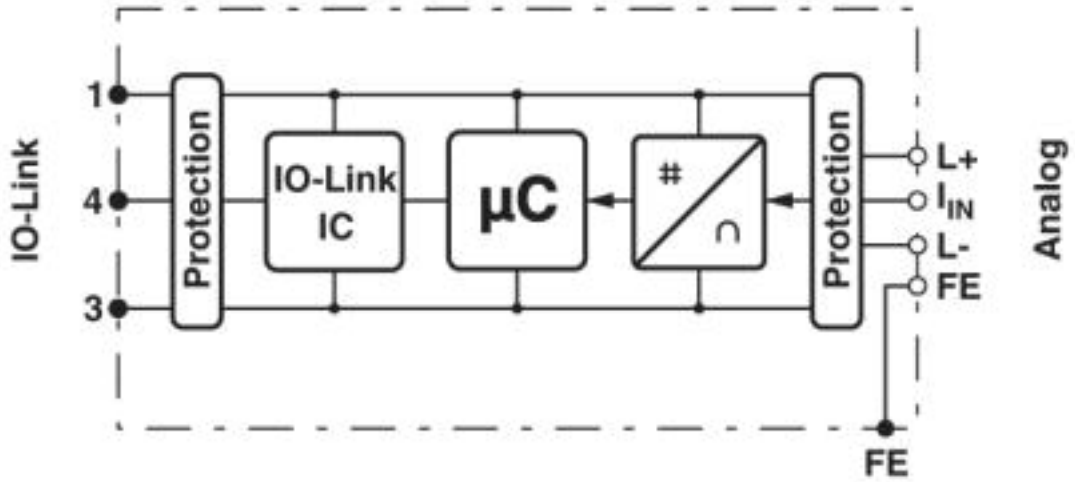 IO-Link
1
4
3
Protection
IO-Link
IC
µC
#
∩
Protection
L+
IIN
L-
FE
Analog
FE